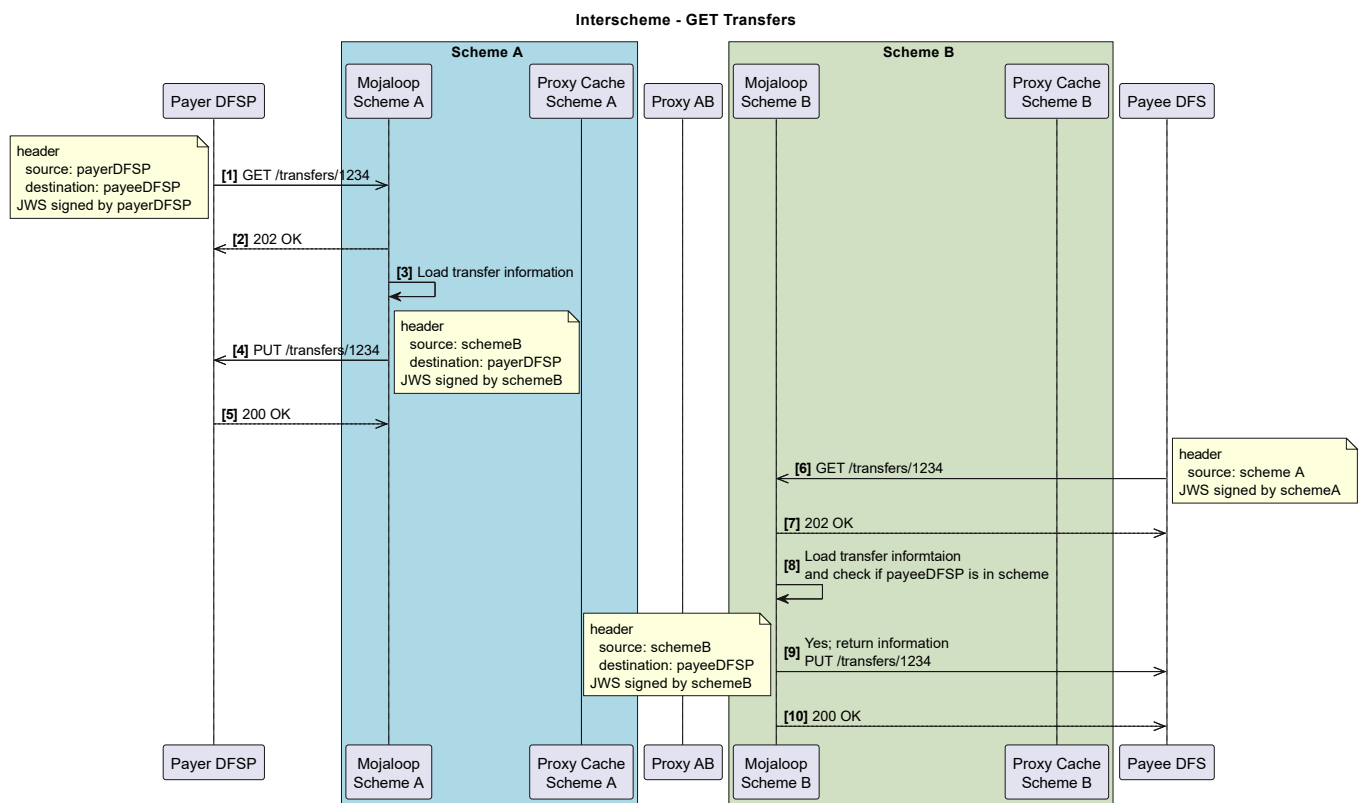 Interscheme - GET Transfers
Scheme A
Scheme B
Payer DFSP
Mojaloop
Scheme A
Proxy Cache
Scheme A
Proxy AB
Mojaloop
Scheme B
Proxy Cache
Scheme B
Payee DFS
header
source: payerDFSP
destination: payeeDFSP
JWS signed by payerDFSP
[1] GET /transfers/1234
[2] 202 OK
[3] Load transfer information
header
source: schemeB
destination: payerDFSP
JWS signed by schemeB
[4] PUT /transfers/1234
[5] 200 OK
[6] GET /transfers/1234
header
source: scheme A
JWS signed by schemeA
[7] 202 OK
[8] Load transfer informtaion
and check if payeeDFSP is in scheme
header
source: schemeB
destination: payeeDFSP
JWS signed by schemeB
[9] Yes; return information
PUT /transfers/1234
[10] 200 OK
Payer DFSP
Mojaloop
Scheme A
Proxy Cache
Scheme A
Proxy AB
Mojaloop
Scheme B
Proxy Cache
Scheme B
Payee DFS